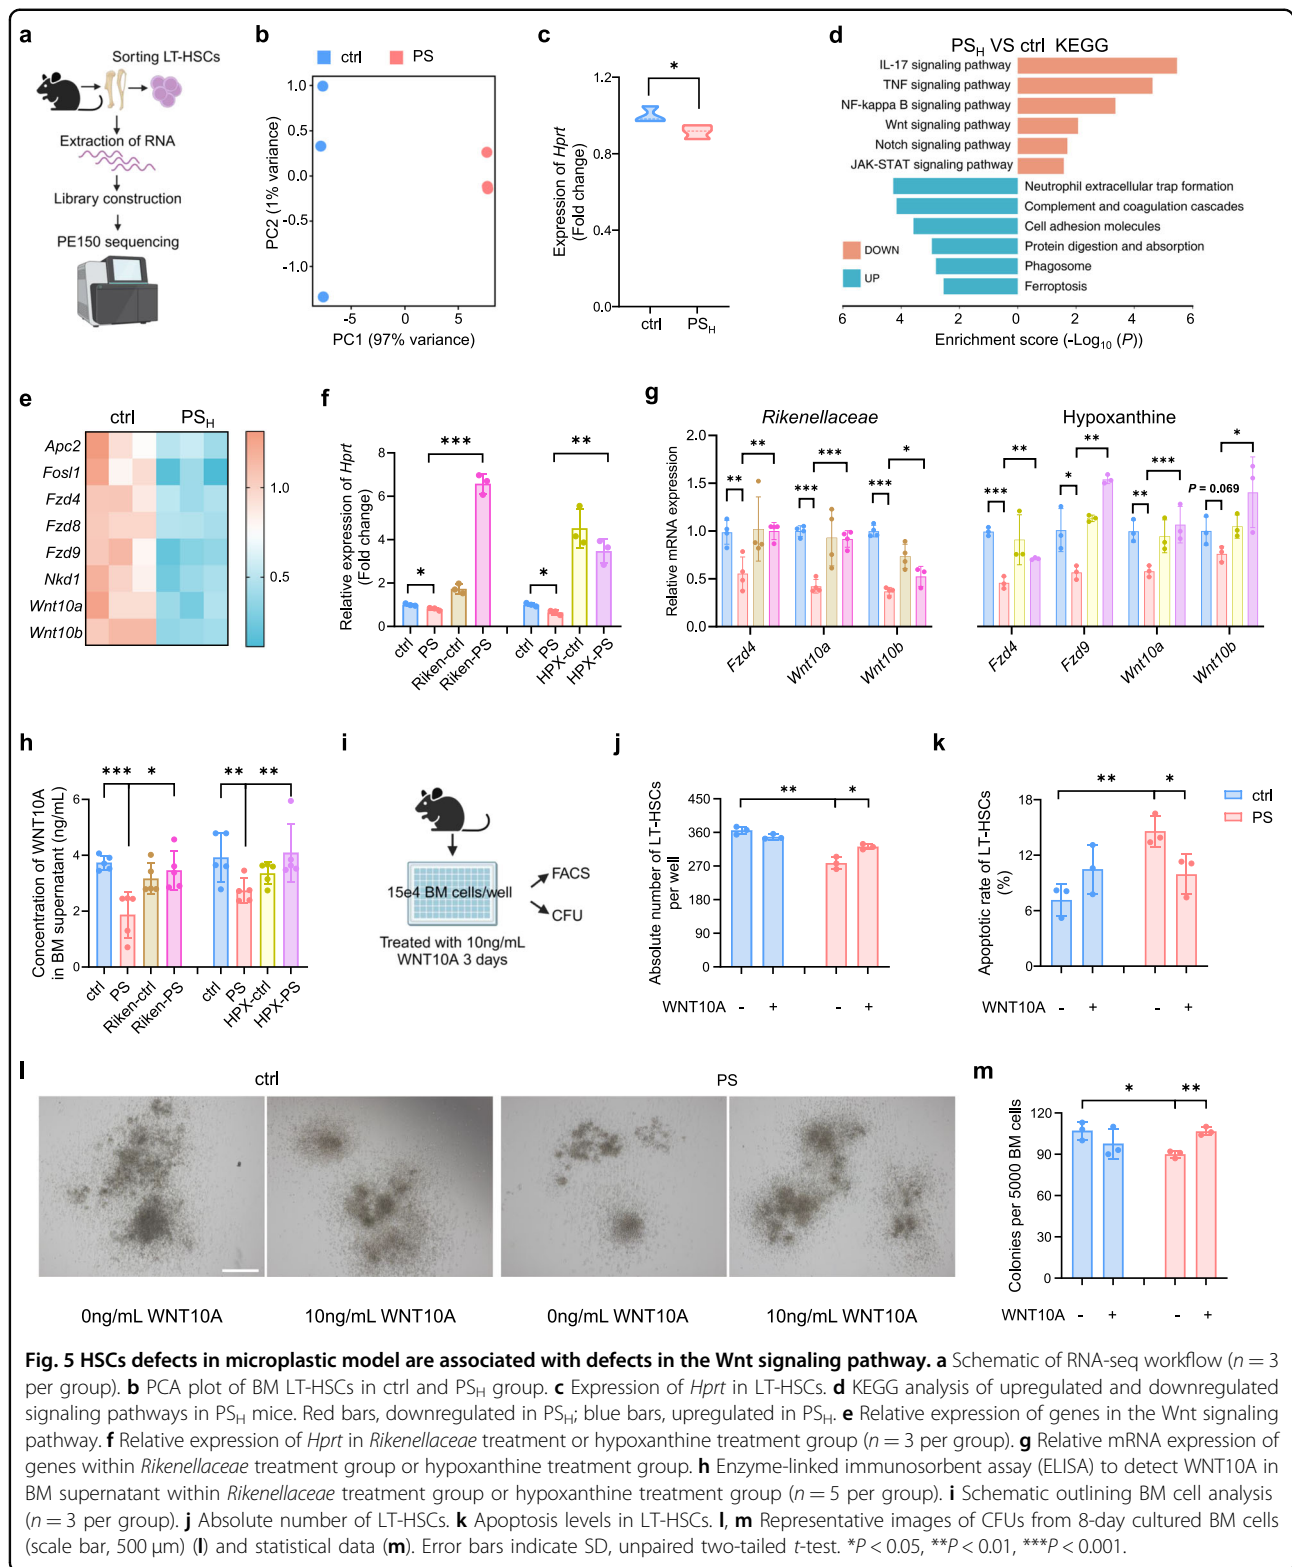 a
Sorting LT-HSCs
Extraction of RNA
Library construction
PE150 sequencing
b
ctrl PS
PC2 (1% variance)
1.0
0.5
0.0
-0.5
-1.0
-5 0 5
PC1 (97% variance)
c
Expression of Hprt
(Fold change)
1.2
0.8
0.4
0.0
*
ctrl PSH
d
PSH VS ctrl KEGG
IL-17 signaling pathway
TNF signaling pathway
NF-kappa B signaling pathway
Wnt signaling pathway
Notch signaling pathway
JAK-STAT signaling pathway
Neutrophil extracellular trap formation
Complement and coagulation cascades
Cell adhesion molecules
Protein digestion and absorption
Phagosome
Ferroptosis
DOWN
UP
6 4 2 0 2 4 6
Enrichment score (-Log10 (P))
e
ctrl PSH
Apc2
Fosl1
Fzd4
Fzd8
Fzd9
Nkd1
Wnt10a
Wnt10b
1.0
0.5
f
Relative expression of Hprt
(Fold change)
8
6
4
2
0
* *** * **
ctrl PS Riken-ctrl Riken-PS ctrl PS HPX-ctrl HPX-PS
g
Rikenellaceae Hypoxanthine
Relative mRNA expression
2.0
1.5
1.0
0.5
0.0
** ** *** *** *** *
*** ** * ** ** *** P = 0.069 *
Fzd4 Wnt10a Wnt10b
Fzd4 Fzd9 Wnt10a Wnt10b
h
Concentration of WNT10A
in BM supernatant (ng/mL)
6
4
2
0
*** * ** **
ctrl PS Riken-ctrl Riken-PS ctrl PS HPX-ctrl HPX-PS
i
15e4 BM cells/well
FACS
CFU
Treated with 10ng/mL
WNT10A 3 days
j
Absolute number of LT-HSCs
per well
450
360
270
180
90
0
** *
WNT10A - + - +
k
Apoptotic rate of LT-HSCs
(%)
18
12
6
0
** *
WNT10A - + - +
ctrl
PS
l
ctrl PS
0ng/mL WNT10A 10ng/mL WNT10A 0ng/mL WNT10A 10ng/mL WNT10A
m
Colonies per 5000 BM cells
120
90
60
30
0
* **
WNT10A - + - +
Fig. 5 HSCs defects in microplastic model are associated with defects in the Wnt signaling pathway. a Schematic of RNA-seq workflow (n = 3
per group). b PCA plot of BM LT-HSCs in ctrl and PSH group. c Expression of Hprt in LT-HSCs. d KEGG analysis of upregulated and downregulated
signaling pathways in PSH mice. Red bars, downregulated in PSH; blue bars, upregulated in PSH. e Relative expression of genes in the Wnt signaling
pathway. f Relative expression of Hprt in Rikenellaceae treatment or hypoxanthine treatment group (n = 3 per group). g Relative mRNA expression of
genes within Rikenellaceae treatment group or hypoxanthine treatment group. h Enzyme-linked immunosorbent assay (ELISA) to detect WNT10A in
BM supernatant within Rikenellaceae treatment group or hypoxanthine treatment group (n = 5 per group). i Schematic outlining BM cell analysis
(n = 3 per group). j Absolute number of LT-HSCs. k Apoptosis levels in LT-HSCs. l, m Representative images of CFUs from 8-day cultured BM cells
(scale bar, 500 μm) (l) and statistical data (m). Error bars indicate SD, unpaired two-tailed t-test. *P < 0.05, **P < 0.01, ***P < 0.001.